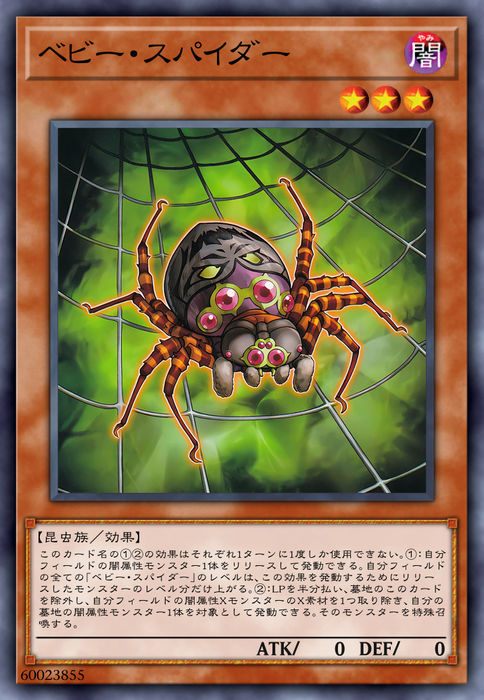 ベビー・スパイダー
やみ
闇
【昆虫族／効果】
このカード名の①②の効果はそれぞれ1ターンに1度しか使用できない。①：自分
フィールドの闇属性モンスター1体をリリースして発動できる。自分フィールド
の全ての「ベビー・スパイダー」のレベルは、この効果を発動するためにリリー
スしたモンスターのレベル分だけ上がる。②：LPを半分払い、墓地のこのカード
を除外し、自分フィールドの闇属性XモンスターのX素材を1つ取り除き、自分の
墓地の闇属性モンスター1体を対象として発動できる。そのモンスターを特殊召
喚する。
ATK/ 0 DEF/ 0
60023855